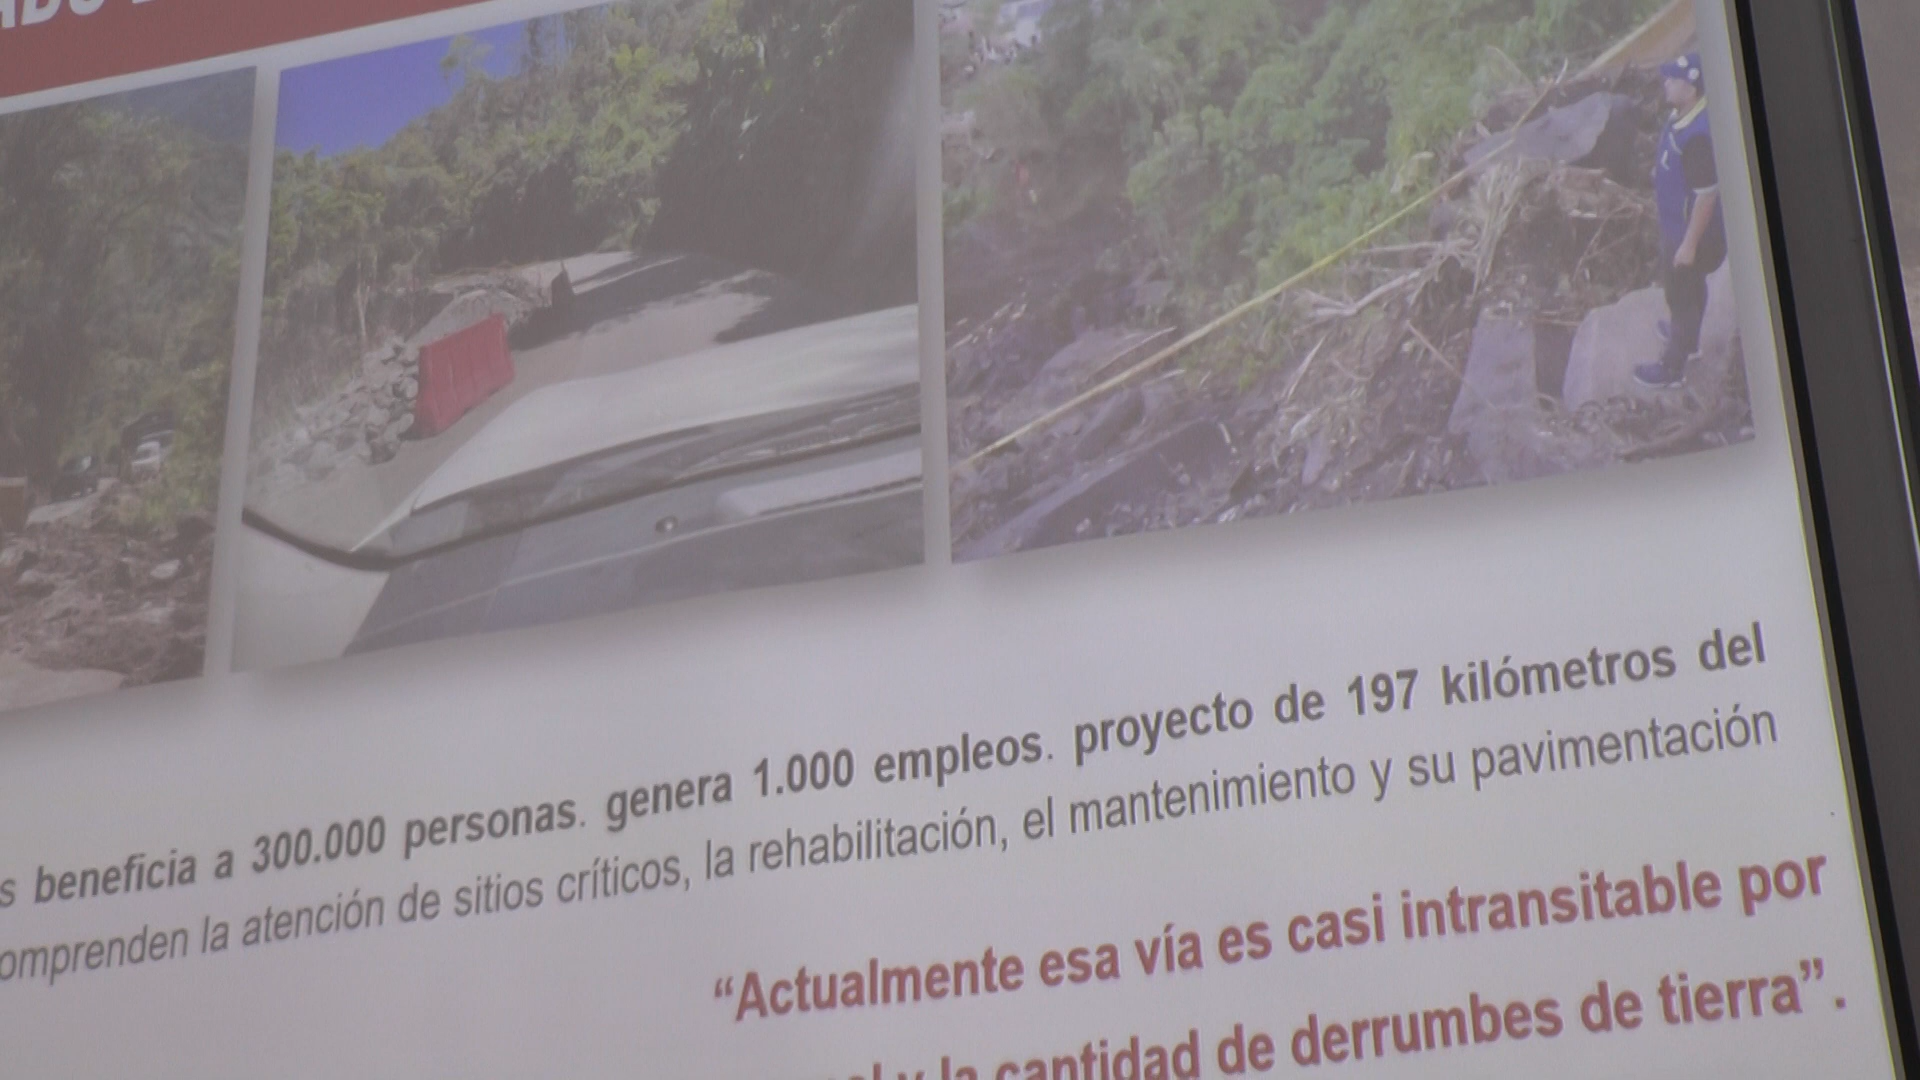 s beneficia a 300.000 personas. genera 1.000 empleos. proyecto de 197 kilómetros del
omprenden la atención de sitios críticos, la rehabilitación, el mantenimiento y su pavimentación
“Actualmente esa vía es casi intransitable por
y la cantidad de derrumbes de tierra”.